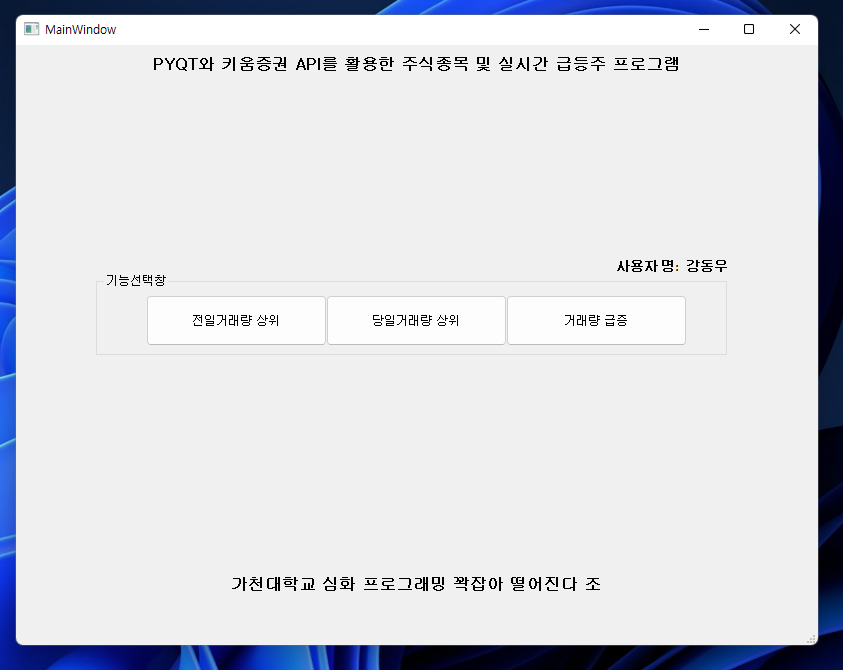 MainWindow
PYQT와 키움증권 API를 활용한 주식종목 및 실시간 급등주 프로그램
사용자명: 강동우
기능선택창
전일거래량 상위
당일거래량 상위
거래량 급증
가천대학교 심화 프로그래밍 꽉잡아 떨어진다 조